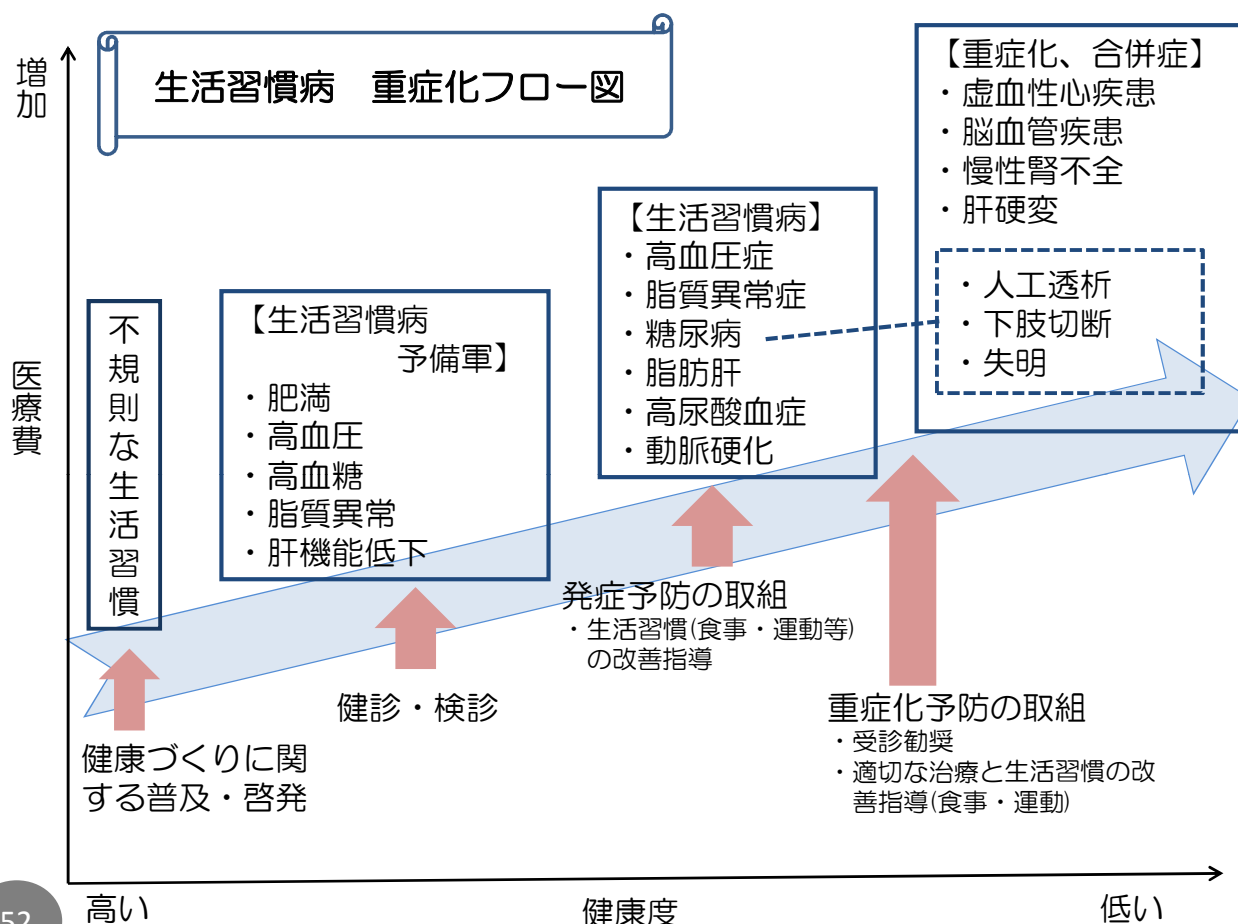 生活習慣病　重症化フロー図
増加
医療費
不規則な生活習慣
【生活習慣病
予備軍】
・肥満
・高血圧
・高血糖
・脂質異常
・肝機能低下
【生活習慣病】
・高血圧症
・脂質異常症
・糖尿病
・脂肪肝
・高尿酸血症
・動脈硬化
【重症化、合併症】
・虚血性心疾患
・脳血管疾患
・慢性腎不全
・肝硬変
・人工透析
・下肢切断
・失明
健康づくりに関
する普及・啓発
健診・検診
発症予防の取組
・生活習慣(食事・運動等)
の改善指導
重症化予防の取組
・受診勧奨
・適切な治療と生活習慣の改
善指導(食事・運動)
高い
健康度
低い
52